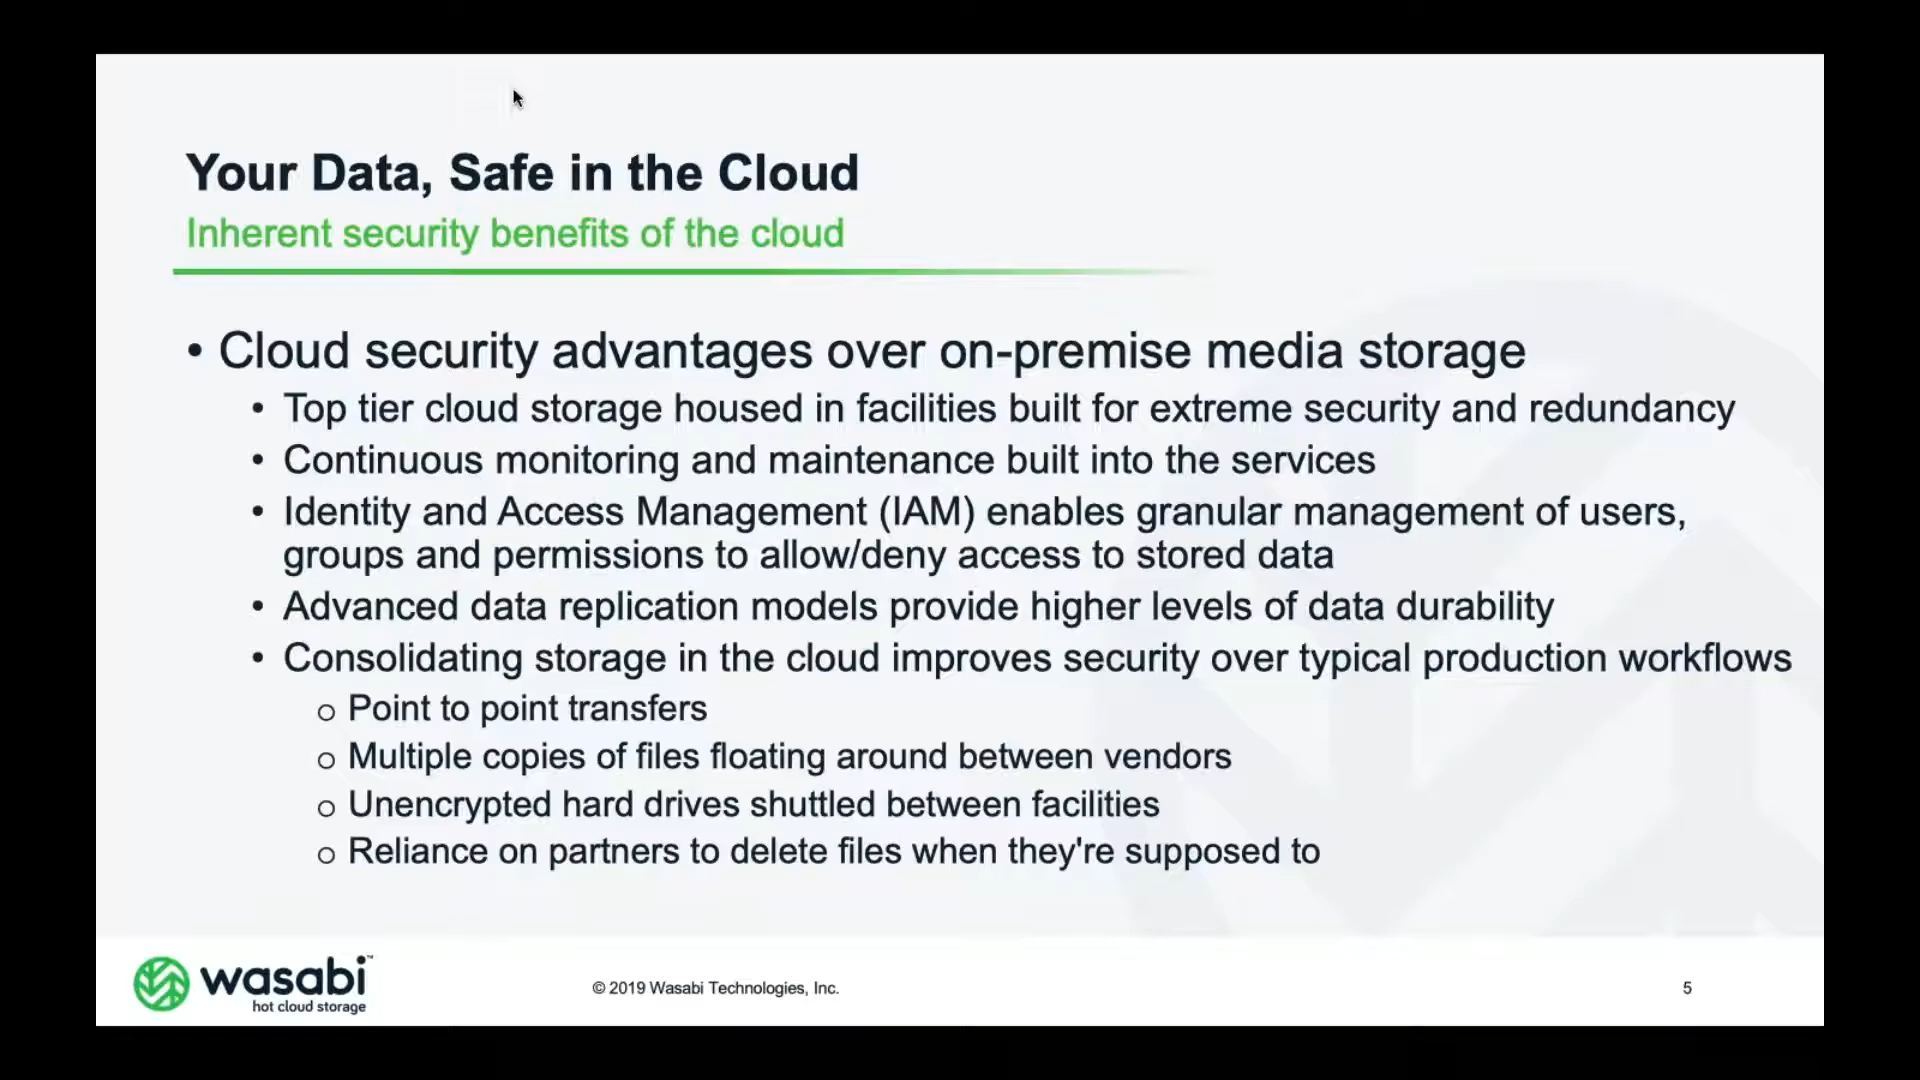 Your Data, Safe in the Cloud
Inherent security benefits of the cloud
• Cloud security advantages over on-premise media storage
• Top tier cloud storage housed in facilities built for extreme security and redundancy
• Continuous monitoring and maintenance built into the services
• Identity and Access Management (IAM) enables granular management of users,
groups and permissions to allow/deny access to stored data
• Advanced data replication models provide higher levels of data durability
• Consolidating storage in the cloud improves security over typical production workflows
o Point to point transfers
o Multiple copies of files floating around between vendors
o Unencrypted hard drives shuttled between facilities
o Reliance on partners to delete files when they're supposed to
wasabi™
hot cloud storage
© 2019 Wasabi Technologies, Inc.
5